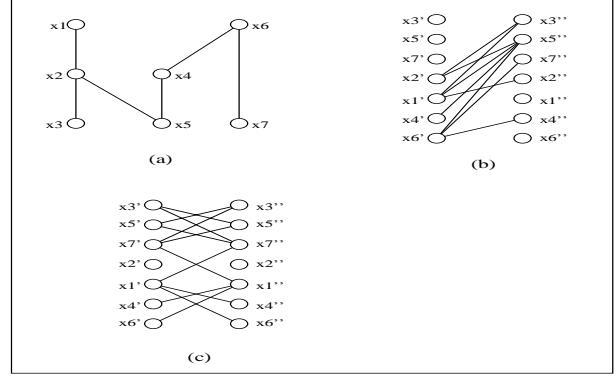 x1
x6
x2
x4
x3
x5
x7
(a)
x3' x3''
x5' x5''
x7' x7''
x2' x2''
x1' x1''
x4' x4''
x6' x6''
(b)
x3' x3''
x5' x5''
x7' x7''
x2' x2''
x1' x1''
x4' x4''
x6' x6''
(c)